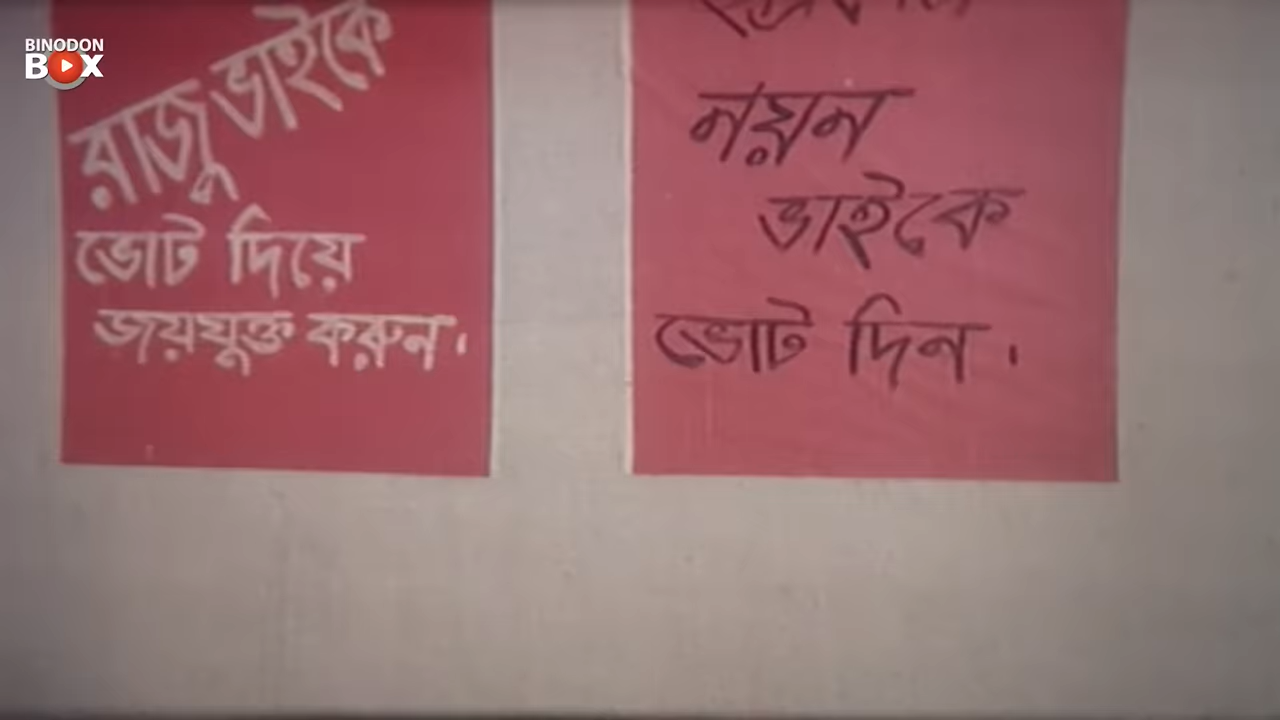 BINODON
BOX
রাজু ভাইকে
ভোট দিয়ে
জয়যুক্ত করুন।
নয়ন
ভাইকে
ভোট দিন।